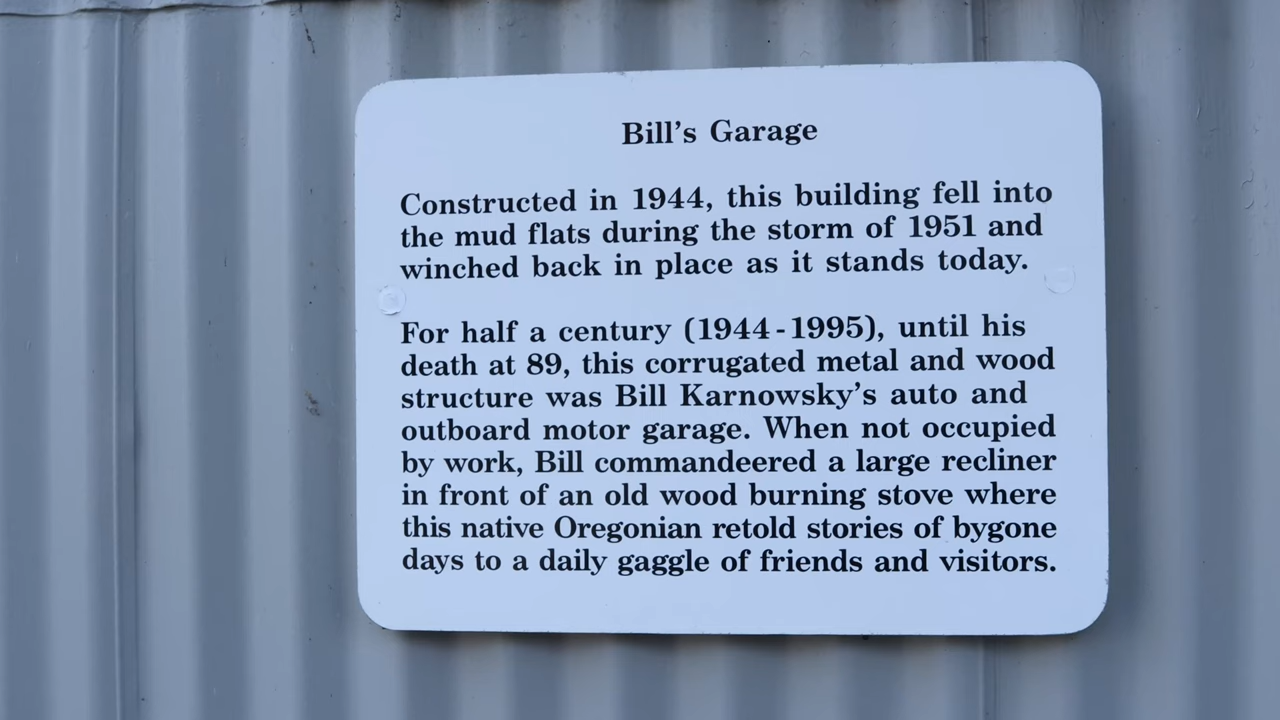 Bill's Garage
Constructed in 1944, this building fell into
the mud flats during the storm of 1951 and
winched back in place as it stands today.
For half a century (1944-1995), until his
death at 89, this corrugated metal and wood
structure was Bill Karnowsky's auto and
outboard motor garage. When not occupied
by work, Bill commandeered a large recliner
in front of an old wood burning stove where
this native Oregonian retold stories of bygone
days to a daily gaggle of friends and visitors.